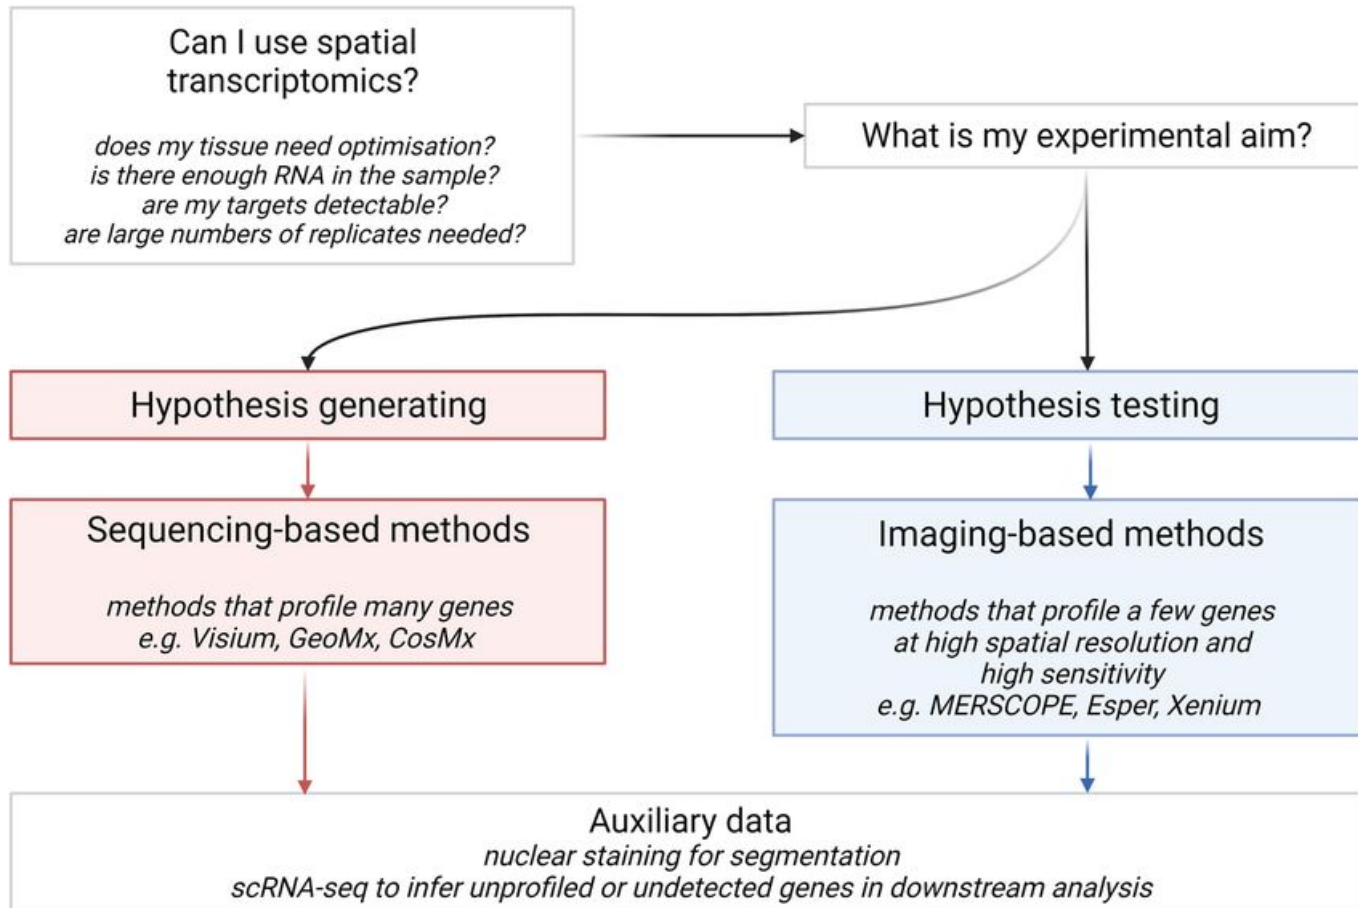 Can I use spatial
transcriptomics?
does my tissue need optimisation?
is there enough RNA in the sample?
are my targets detectable?
are large numbers of replicates needed?
What is my experimental aim?
Hypothesis generating
Hypothesis testing
Sequencing-based methods
methods that profile many genes
e.g. Visium, GeoMx, CosMx
Imaging-based methods
methods that profile a few genes
at high spatial resolution and
high sensitivity
e.g. MERSCOPE, Esper, Xenium
Auxiliary data
nuclear staining for segmentation
scRNA-seq to infer unprofiled or undetected genes in downstream analysis